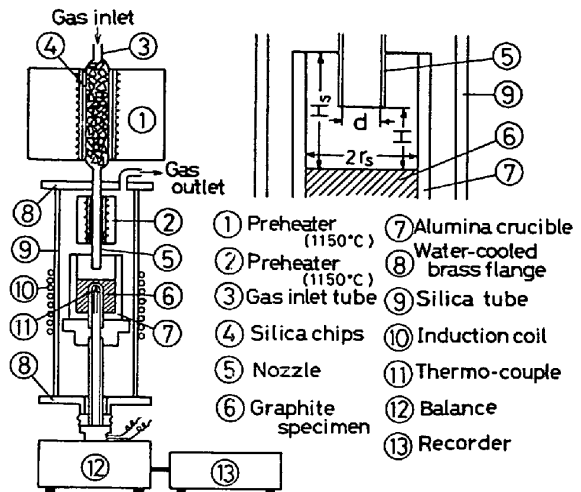 Gas inlet
④ ③
①
Gas outlet
⑧
②
⑨ ⑤
⑩ ⑥
⑪ ⑦
⑧
⑫ ⑬
⑤
⑨
Hs
d H
2rs
⑥
⑦
① Preheater (1150°C)
② Preheater (1150°C)
③ Gas inlet tube
④ Silica chips
⑤ Nozzle
⑥ Graphite specimen
⑦ Alumina crucible
⑧ Water-cooled brass flange
⑨ Silica tube
⑩ Induction coil
⑪ Thermo-couple
⑫ Balance
⑬ Recorder